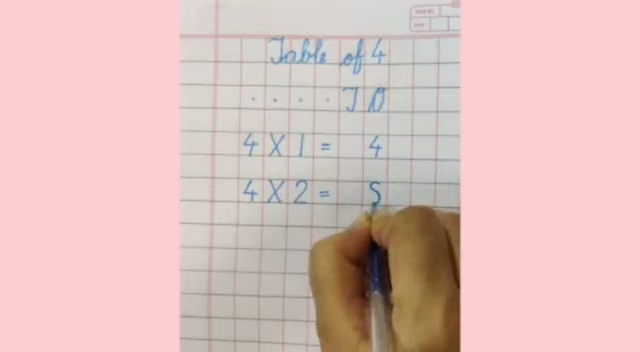 Table of 4
. . . . T O
4 X 1 = 4
4 X 2 = S